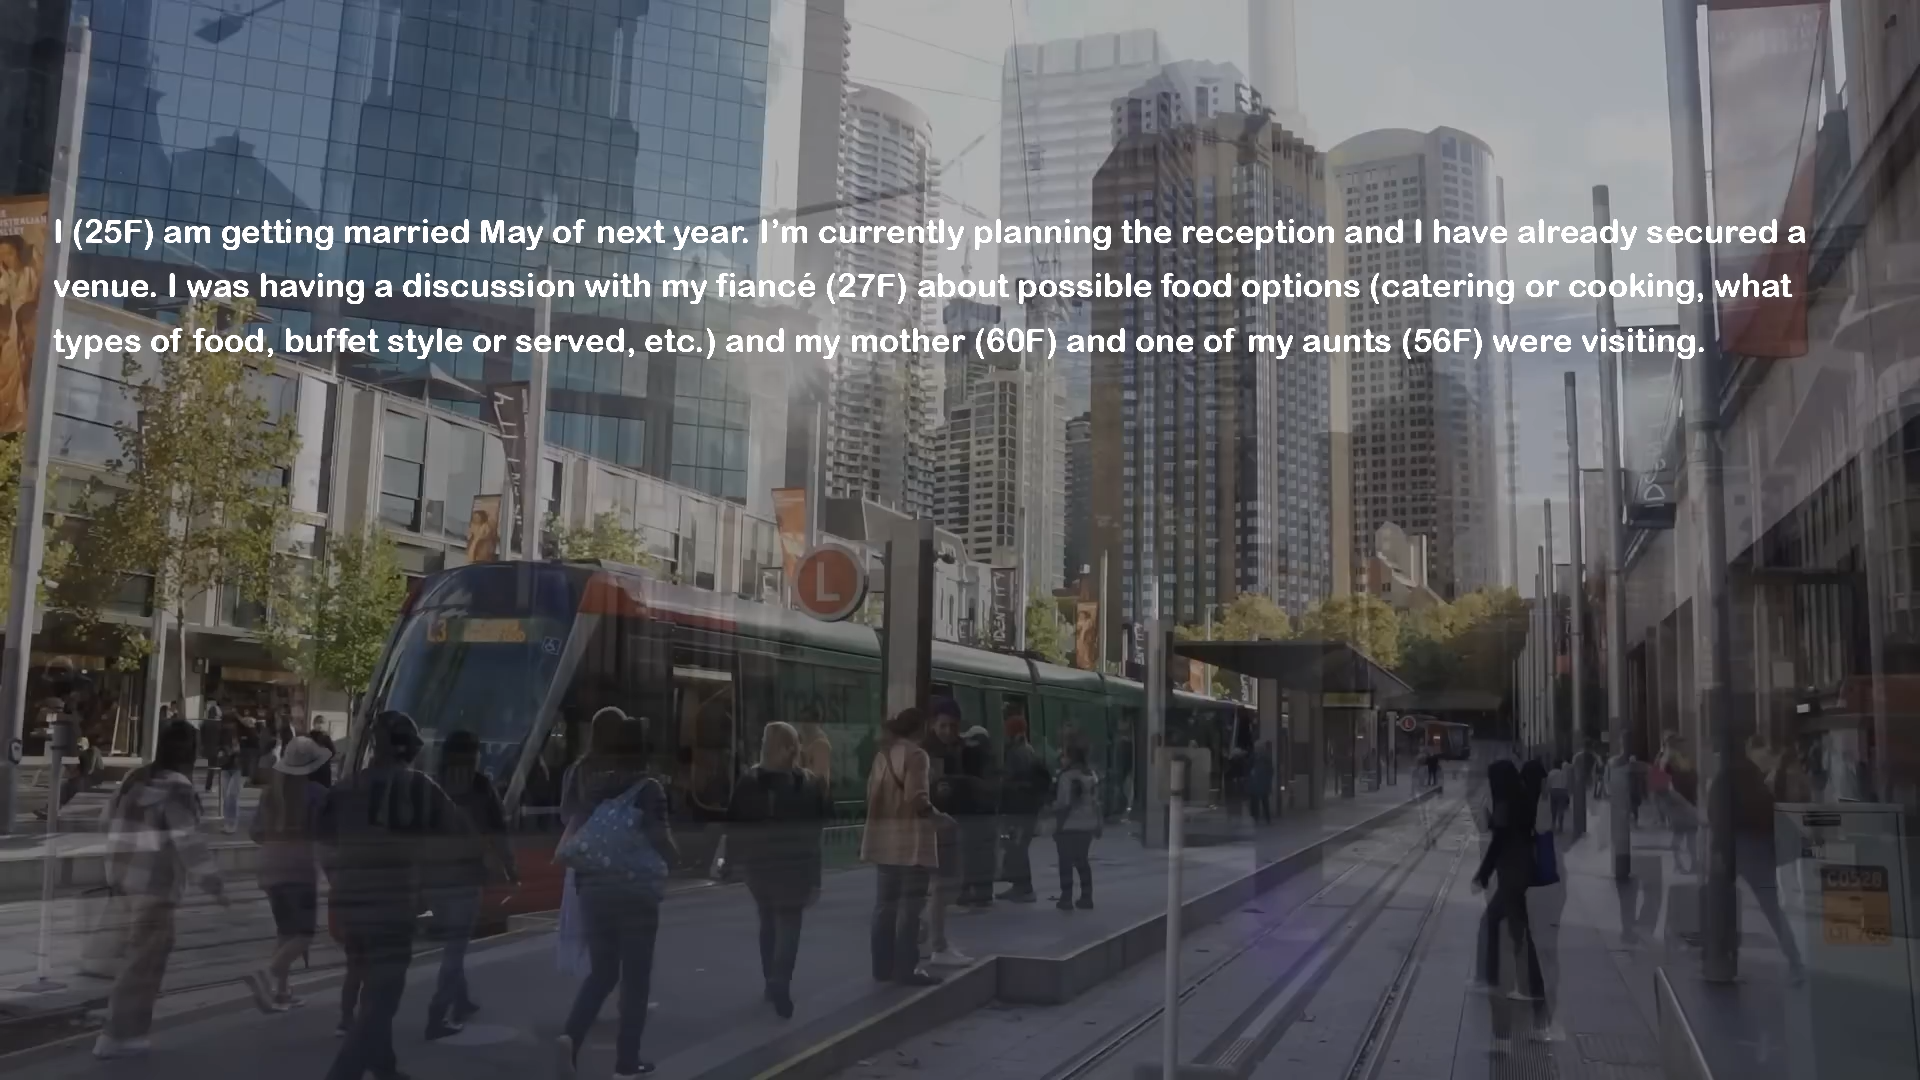 I (25F) am getting married May of next year. I’m currently planning the reception and I have already secured a
venue. I was having a discussion with my fiancé (27F) about possible food options (catering or cooking, what
types of food, buffet style or served, etc.) and my mother (60F) and one of my aunts (56F) were visiting.
L
L3
IDENTITY